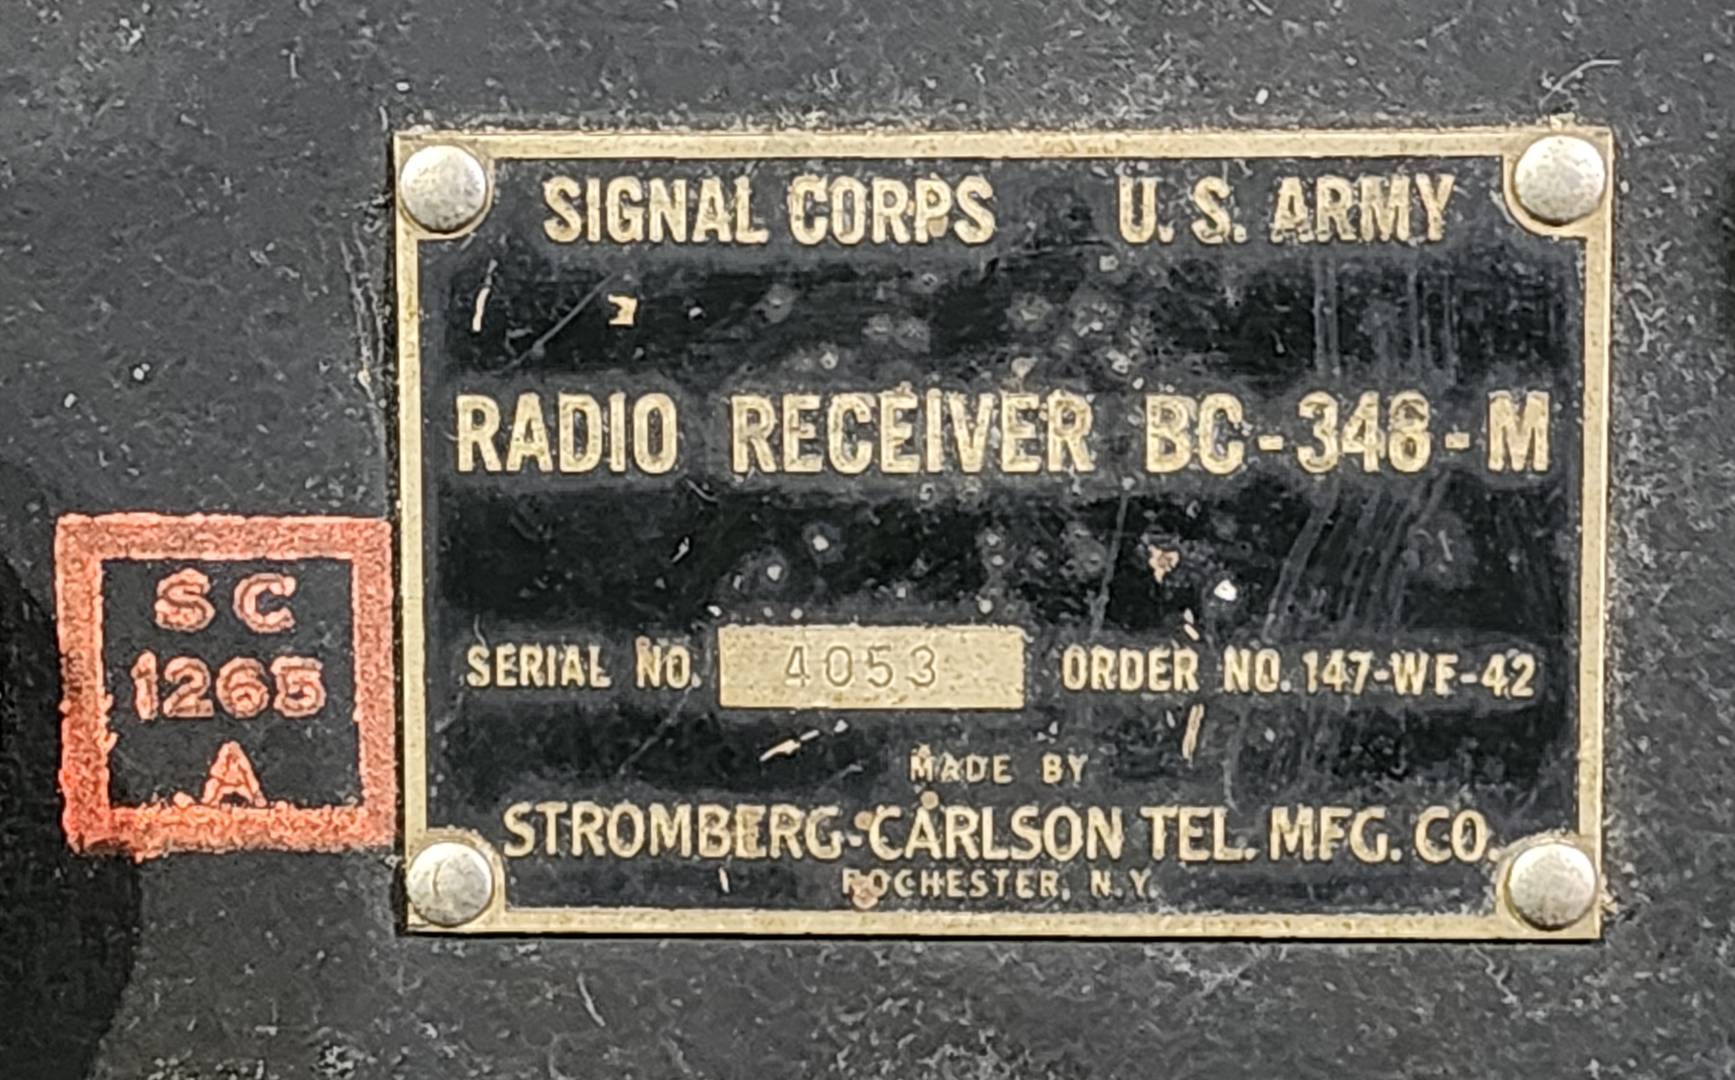 SIGNAL CORPS U. S. ARMY
RADIO RECEIVER BC-348-M
SERIAL NO. 4053 ORDER NO. 147-WF-42
MADE BY
STROMBERG-CARLSON TEL. MFG. CO.
ROCHESTER, N.Y.
SC
1265
A